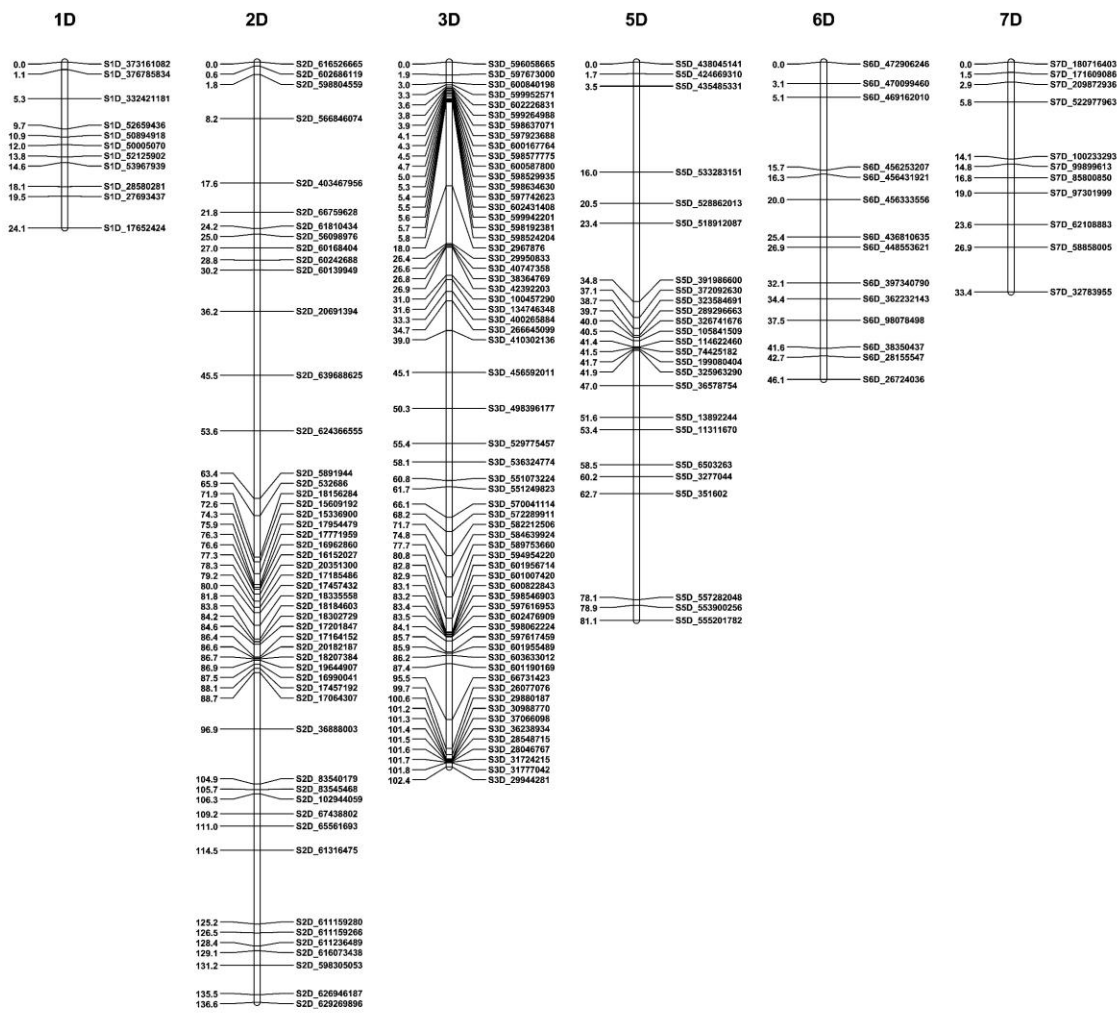 1D
0.0 S1D_373161082
1.1 S1D_376785834
5.3 S1D_332421181
9.7 S1D_52659436
10.9 S1D_50894918
12.0 S1D_50005070
13.8 S1D_52125902
14.6 S1D_53967939
18.1 S1D_28580281
19.5 S1D_27693437
24.1 S1D_17652424
2D
0.0 S2D_616526665
0.6 S2D_602686119
1.8 S2D_598804559
8.2 S2D_566846074
17.6 S2D_403467956
21.8 S2D_66759628
24.2 S2D_61810434
25.0 S2D_56098976
27.0 S2D_60168404
28.8 S2D_60242688
30.2 S2D_60139949
36.2 S2D_20691394
45.5 S2D_639688625
53.6 S2D_624366555
63.4 S2D_5891944
65.9 S2D_532686
71.9 S2D_18156284
72.6 S2D_15609192
74.3 S2D_15336900
75.9 S2D_17954479
76.3 S2D_17771959
76.6 S2D_16962860
77.3 S2D_16152027
78.3 S2D_20351300
79.2 S2D_17185486
80.0 S2D_17457432
81.8 S2D_18335558
83.8 S2D_18184603
84.2 S2D_18302729
84.6 S2D_17201847
86.4 S2D_17164152
86.6 S2D_20182187
86.7 S2D_18207384
86.9 S2D_19644907
87.5 S2D_16990041
88.1 S2D_17457192
88.7 S2D_17064307
96.9 S2D_36888003
104.9 S2D_83540179
105.7 S2D_83545468
106.3 S2D_102944059
109.2 S2D_67438802
111.0 S2D_65561693
114.5 S2D_61316475
125.2 S2D_611159280
126.5 S2D_611159266
128.4 S2D_611236489
129.1 S2D_616073438
131.2 S2D_598305053
135.5 S2D_626946187
136.6 S2D_629269896
3D
0.0 S3D_596058665
1.9 S3D_597673000
3.0 S3D_600840198
3.3 S3D_599952571
3.6 S3D_602226831
3.8 S3D_599264988
3.9 S3D_598637071
4.1 S3D_597923688
4.3 S3D_600167764
4.5 S3D_598577775
4.7 S3D_600587800
5.0 S3D_598529935
5.3 S3D_598634630
5.4 S3D_597742623
5.5 S3D_602431408
5.6 S3D_599942201
5.7 S3D_598192381
5.8 S3D_598524204
18.0 S3D_2967876
26.4 S3D_29950833
26.6 S3D_40747358
26.8 S3D_38364769
26.9 S3D_42392203
31.0 S3D_100457290
31.6 S3D_134746348
33.3 S3D_400265884
34.7 S3D_266645099
39.0 S3D_410302136
45.1 S3D_456592011
50.3 S3D_498396177
55.4 S3D_529775457
58.1 S3D_536324774
60.8 S3D_551073224
61.7 S3D_551249823
66.1 S3D_570041114
68.2 S3D_572289911
71.7 S3D_582212506
74.8 S3D_584639924
77.7 S3D_589753660
80.8 S3D_594954220
82.8 S3D_601956714
82.9 S3D_601007420
83.1 S3D_600822843
83.2 S3D_598546903
83.4 S3D_597616953
83.5 S3D_602476909
84.1 S3D_598062224
85.7 S3D_597617459
85.9 S3D_601955489
86.2 S3D_603633012
87.4 S3D_601190169
95.5 S3D_66731423
99.7 S3D_26077076
100.6 S3D_29880187
101.2 S3D_30988770
101.3 S3D_37066098
101.4 S3D_36238934
101.5 S3D_28548715
101.6 S3D_28046767
101.7 S3D_31724215
101.8 S3D_31777042
102.4 S3D_29944281
5D
0.0 S5D_438045141
1.7 S5D_424669310
3.5 S5D_435485331
16.0 S5D_533283151
20.5 S5D_528862013
23.4 S5D_518912087
34.8 S5D_391986600
37.1 S5D_372092630
38.7 S5D_323584691
39.7 S5D_289296663
40.0 S5D_326741676
40.5 S5D_105841509
41.4 S5D_114622460
41.5 S5D_74425182
41.7 S5D_199080404
41.9 S5D_325963290
47.0 S5D_36578754
51.6 S5D_13892244
53.4 S5D_11311670
58.5 S5D_6503263
60.2 S5D_3277044
62.7 S5D_351602
78.1 S5D_557282048
78.9 S5D_553900256
81.1 S5D_555201782
6D
0.0 S6D_472906246
3.1 S6D_470099460
5.1 S6D_469162010
15.7 S6D_456253207
16.3 S6D_456431921
20.0 S6D_456333556
25.4 S6D_436810635
26.9 S6D_448553621
32.1 S6D_397340790
34.4 S6D_362232143
37.5 S6D_98078498
41.6 S6D_38350437
42.7 S6D_28155547
46.1 S6D_26724036
7D
0.0 S7D_180716403
1.5 S7D_171609086
2.9 S7D_209872936
5.8 S7D_522977963
14.1 S7D_100233293
14.8 S7D_99899613
16.8 S7D_85800850
19.0 S7D_97301999
23.6 S7D_62108883
26.9 S7D_58858005
33.4 S7D_32783955